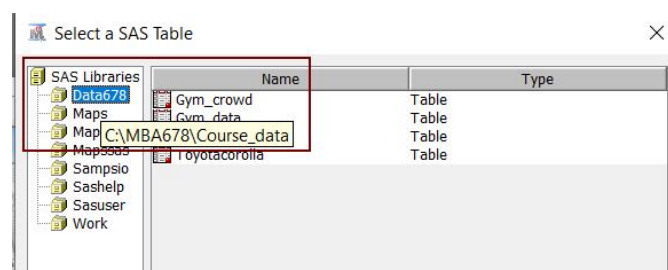 Select a SAS Table
SAS Libraries
Data678
Maps
Map
Mapssas
Sampsio
Sashelp
Sasuser
Work
Name Type
Gym_crowd Table
Gym_data Table
Table
Toyotacorolla Table
C:\MBA678\Course_data